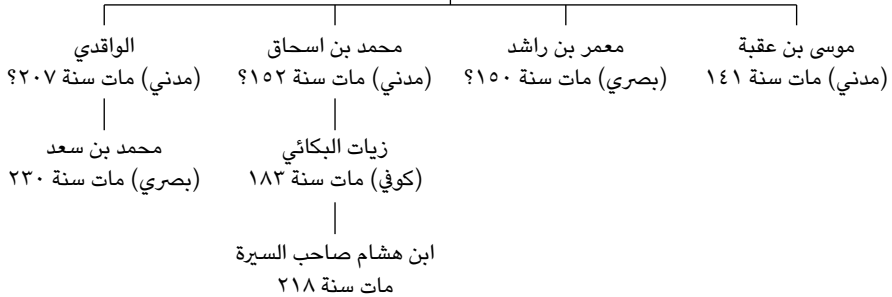 موسى بن عقبة
(مدني) مات سنة ١٤١
معمر بن راشد
(بصري) مات سنة ١٥٠؟
محمد بن اسحاق
(مدني) مات سنة ١٥٢؟
الواقدي
(مدني) مات سنة ٢٠٧؟
زيات البكائي
(كوفي) مات سنة ١٨٣
محمد بن سعد
(بصري) مات سنة ٢٣٠
ابن هشام صاحب السيرة
مات سنة ٢١٨